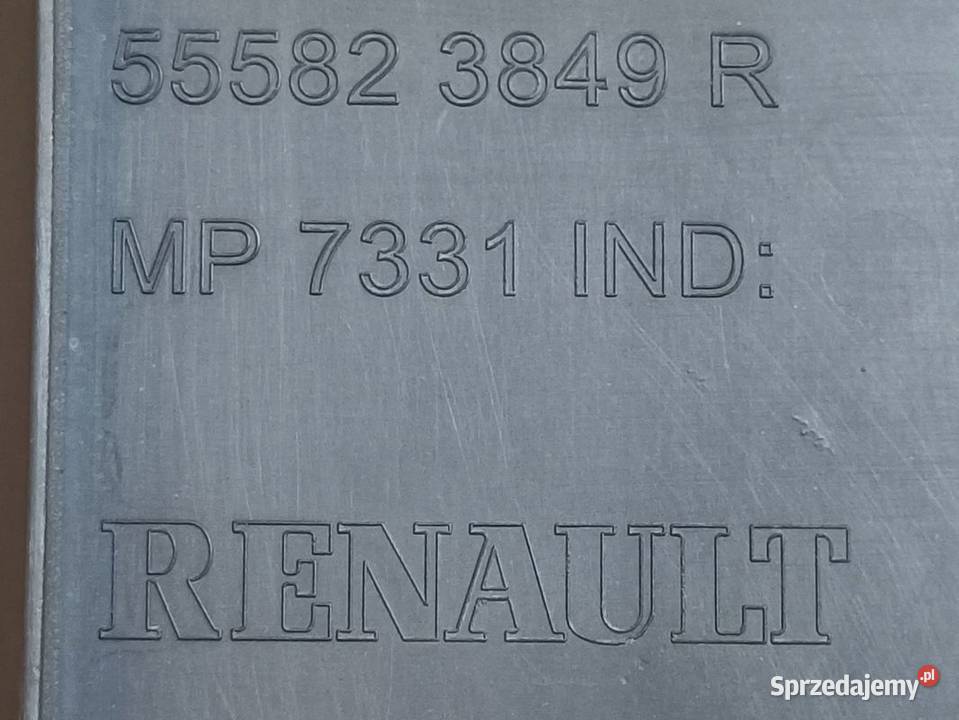 55582 3849 R
MP 7331 IND:
RENAULT
Sprzedajemy.pl